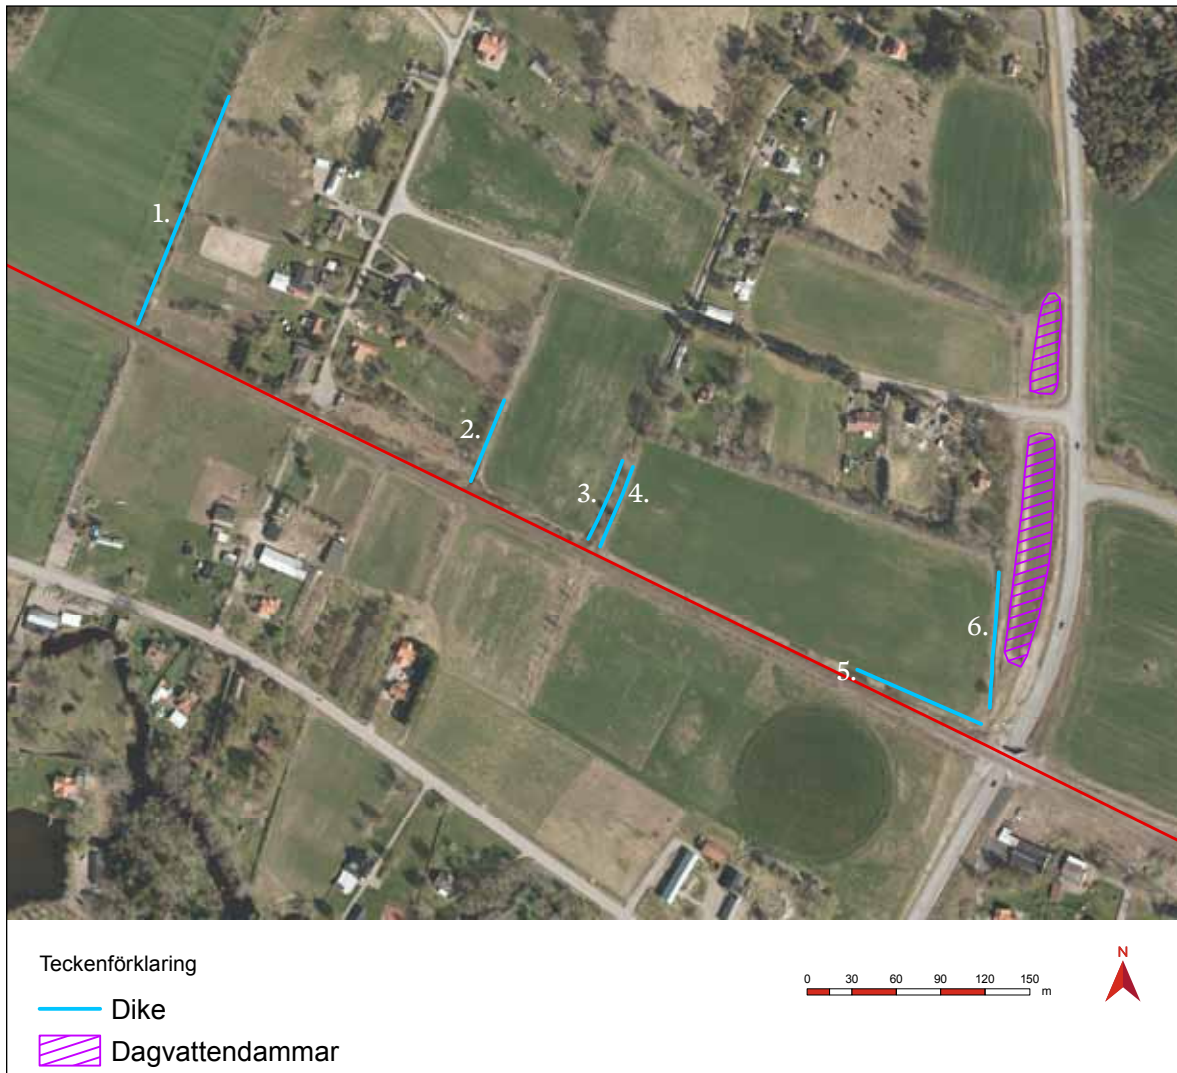 1.
2.
3.
4.
5.
6.
Teckenförklaring
Dike
Dagvattendammar
0 30 60 90 120 150
m
N